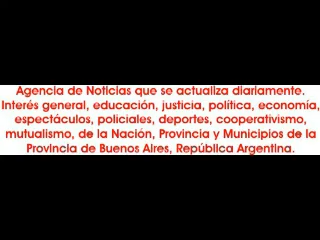 Agencia de Noticias que se actualiza diariamente.
Interés general, educación, justicia, política, economía,
espectáculos, policiales, deportes, cooperativismo,
mutualismo, de la Nación, Provincia y Municipios de la
Provincia de Buenos Aires, República Argentina.